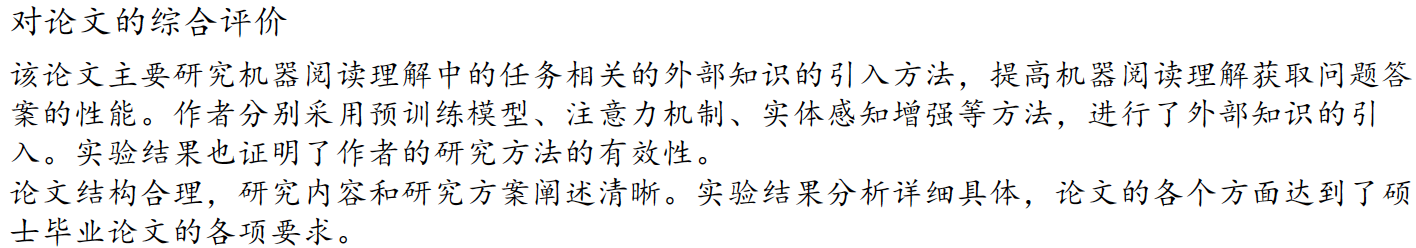 对论文的综合评价
该论文主要研究机器阅读理解中的任务相关的外部知识的引入方法，提高机器阅读理解获取问题答
案的性能。作者分别采用预训练模型、注意力机制、实体感知增强等方法，进行了外部知识的引
入。实验结果也证明了作者的研究方法的有效性。
论文结构合理，研究内容和研究方案阐述清晰。实验结果分析详细具体，论文的各个方面达到了硕
士毕业论文的各项要求。